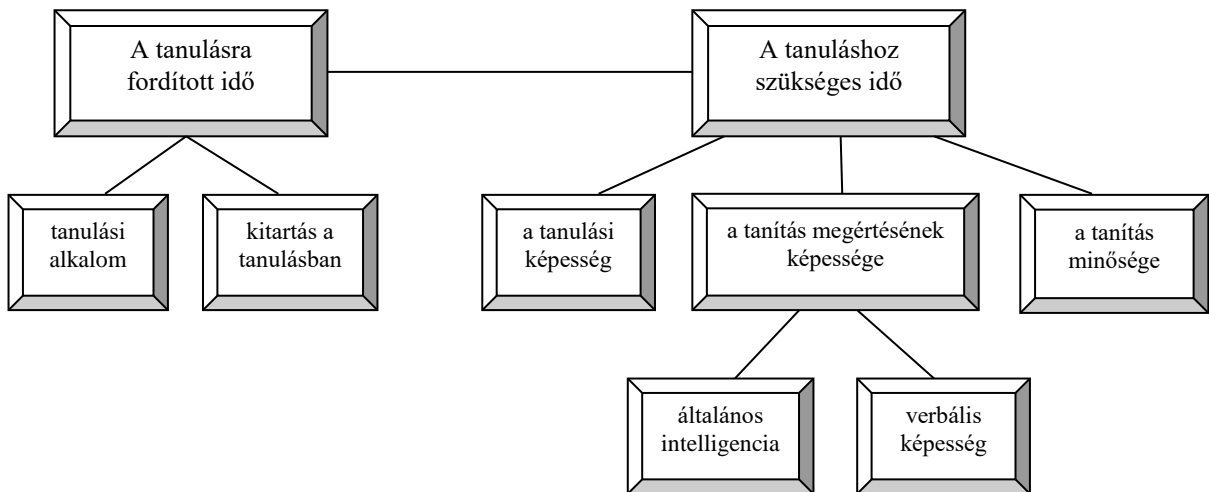 A tanulásra
fordított idő
A tanuláshoz
szükséges idő
tanulási
alkalom
kitartás a
tanulásban
a tanulási
képesség
a tanítás megértésének
képessége
a tanítás
minősége
általános
intelligencia
verbális
képesség